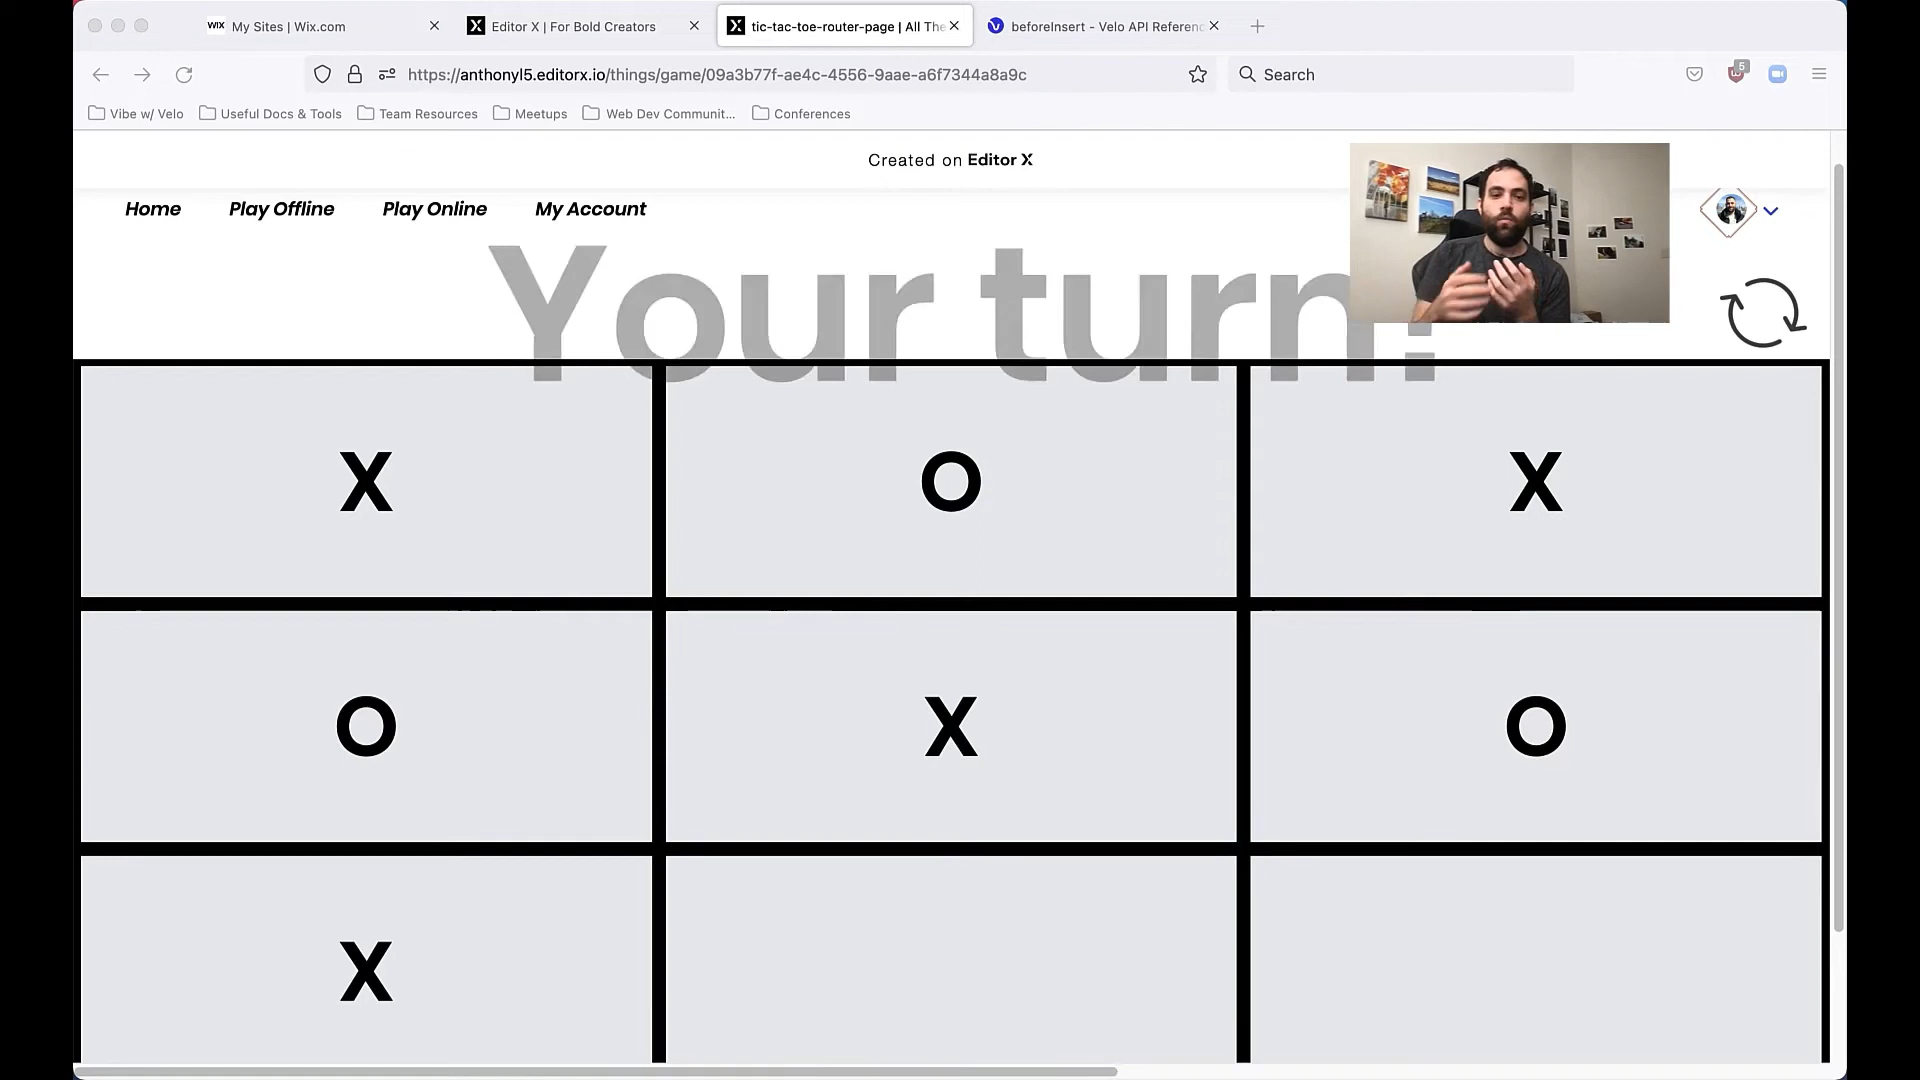 WIX My Sites | Wix.com
X Editor X | For Bold Creators
X tic-tac-toe-router-page | All The
beforeInsert - Velo API Referenc
https://anthonyl5.editorx.io/things/game/09a3b77f-ae4c-4556-9aae-a6f7344a8a9c
Search
5
Vibe w/ Velo Useful Docs & Tools Team Resources Meetups Web Dev Communit... Conferences
Created on Editor X
Home Play Offline Play Online My Account
Your turn!
X O X
O X O
X